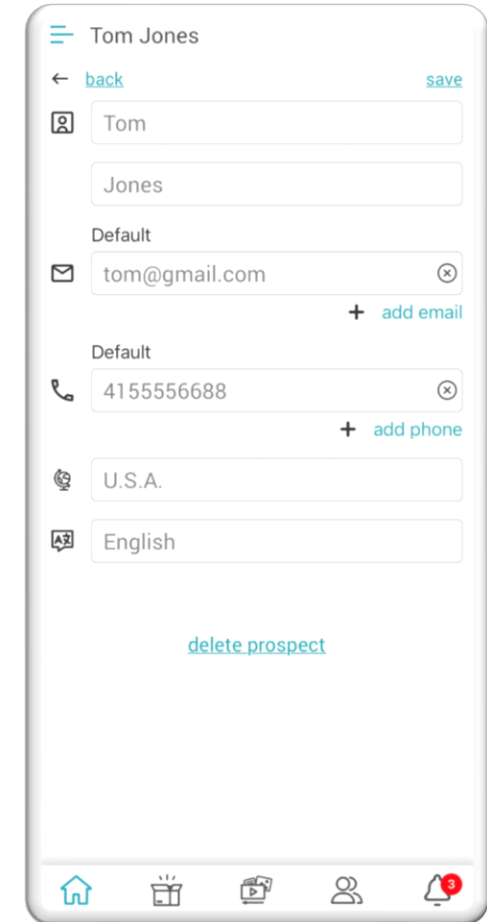 Tom Jones
back save
Tom
Jones
Default
tom@gmail.com
+ add email
Default
4155556688
+ add phone
U.S.A.
English
delete prospect
3